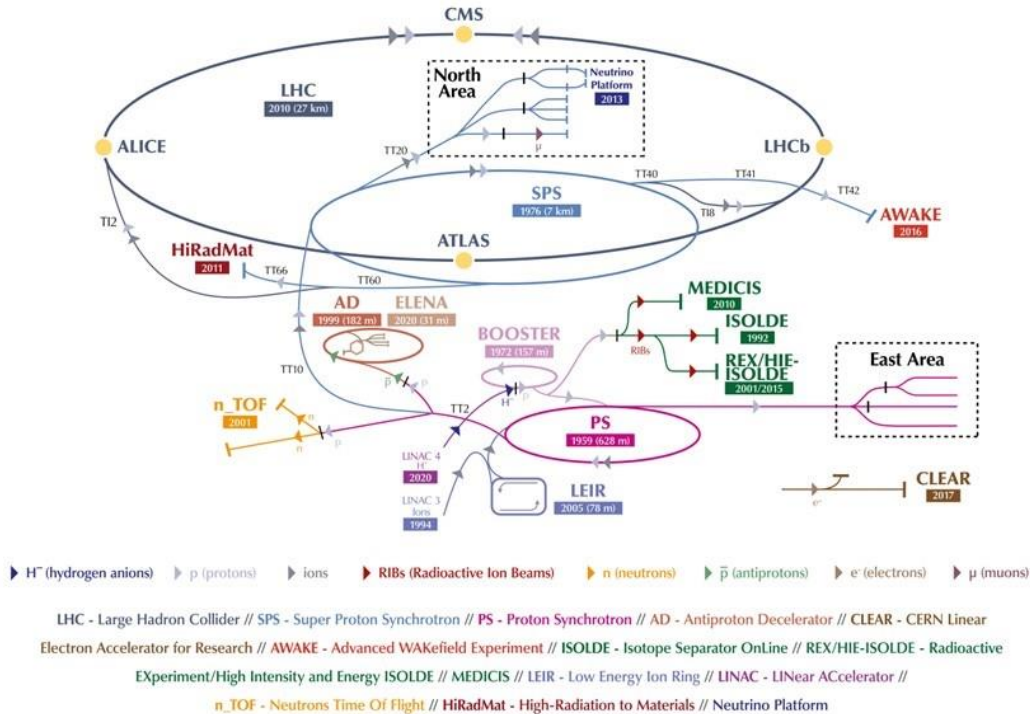 CMS
LHC
2010 (27 km)
North
Area
Neutrino
Platform
2013
μ
ALICE
LHCb
TT20
TT40
TT41
TT42
SPS
1976 (7 km)
TI8
TI2
AWAKE
2016
ATLAS
HiRadMat
2011
TT66
TT60
AD
1999 (182 m)
ELENA
2020 (31 m)
TT10
p̅
p
BOOSTER
1972 (157 m)
H⁻
p
MEDICIS
2010
ISOLDE
1992
RIBs
REX/HIE-
ISOLDE
2001/2015
East Area
n_TOF
2001
n
n
p
TT2
PS
1959 (628 m)
LINAC 4
H⁻
2020
LINAC 3
Ions
1994
LEIR
2005 (78 m)
CLEAR
2017
e⁻
H⁻ (hydrogen anions)
p (protons)
ions
RIBs (Radioactive Ion Beams)
n (neutrons)
p̅ (antiprotons)
e⁻ (electrons)
μ (muons)
LHC - Large Hadron Collider // SPS - Super Proton Synchrotron // PS - Proton Synchrotron // AD - Antiproton Decelerator // CLEAR - CERN Linear
Electron Accelerator for Research // AWAKE - Advanced WAKefield Experiment // ISOLDE - Isotope Separator OnLine // REX/HIE-ISOLDE - Radioactive
EXperiment/High Intensity and Energy ISOLDE // MEDICIS // LEIR - Low Energy Ion Ring // LINAC - LINear ACcelerator //
n_TOF - Neutrons Time Of Flight // HiRadMat - High-Radiation to Materials // Neutrino Platform